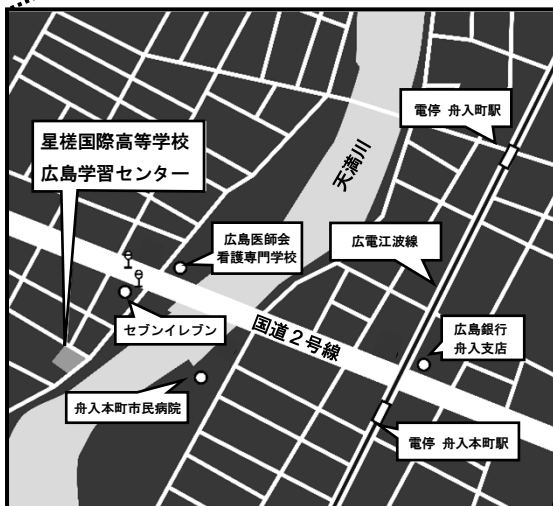 電停 舟入町駅
星槎国際高等学校
広島学習センター
天満川
広島医師会
看護専門学校
広電江波線
セブンイレブン
国道２号線
広島銀行
舟入支店
舟入本町市民病院
電停 舟入本町駅